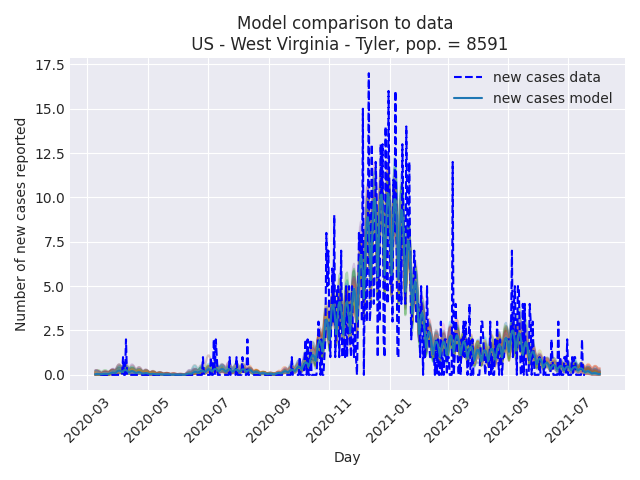 Model comparison to data
US - West Virginia - Tyler, pop. = 8591
17.5
15.0
12.5
10.0
7.5
5.0
2.5
0.0
Number of new cases reported
new cases data
new cases model
2020-03
2020-05
2020-07
2020-09
2020-11
2021-01
2021-03
2021-05
2021-07
Day